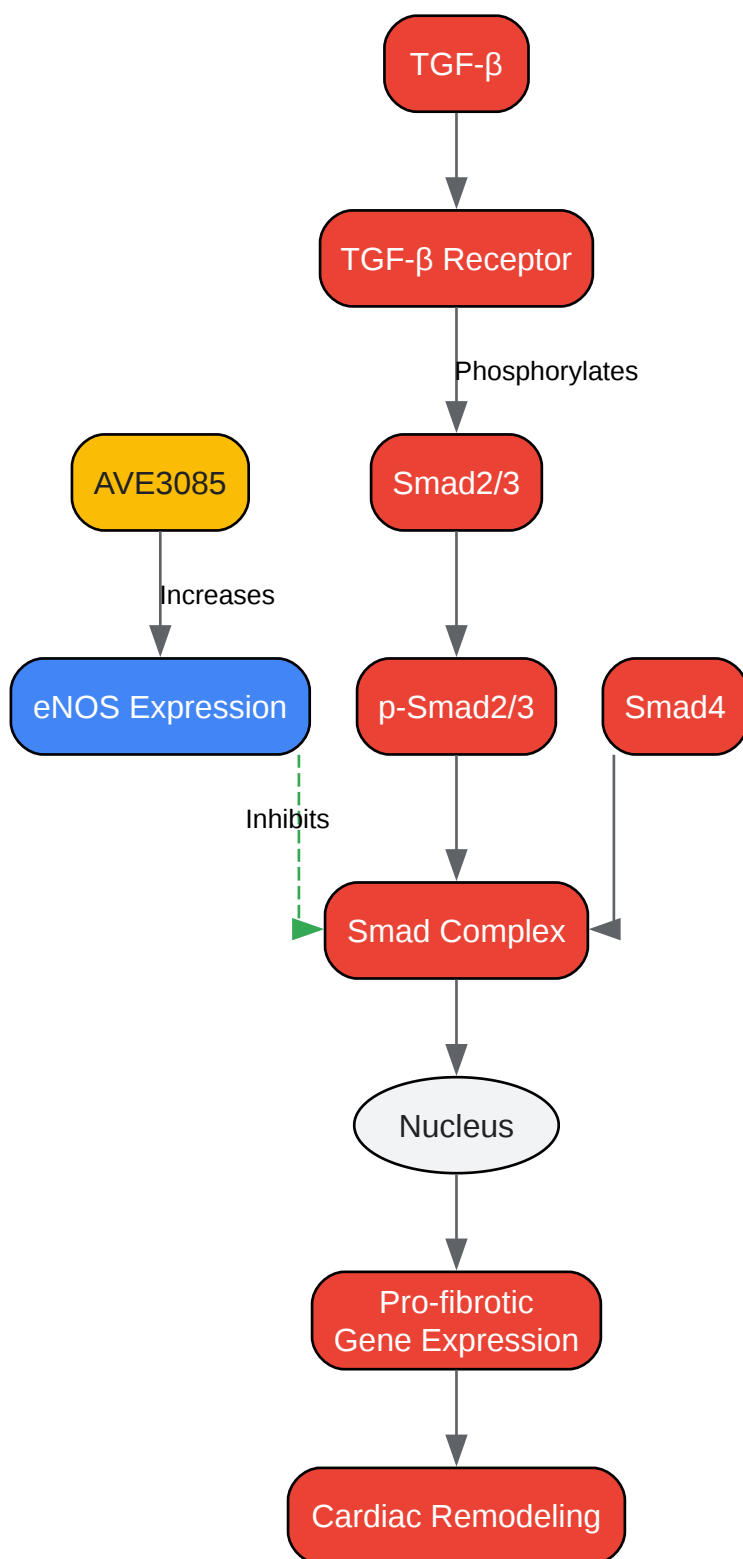 TGF-β
TGF-β Receptor
Phosphorylates
AVE3085
Smad2/3
Increases
eNOS Expression
p-Smad2/3
Smad4
Inhibits
Smad Complex
Nucleus
Pro-fibrotic
Gene Expression
Cardiac Remodeling